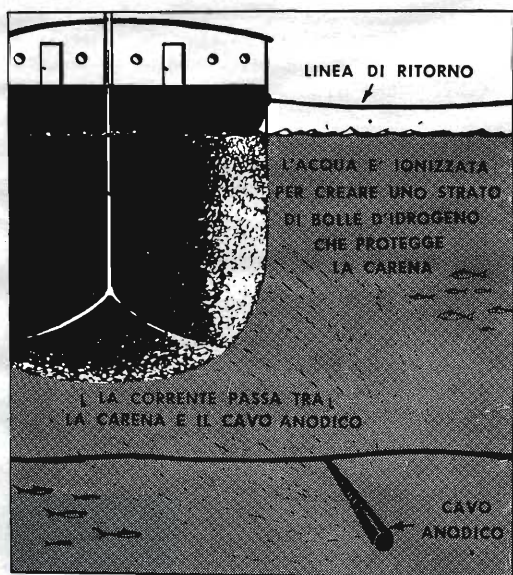 LINEA DI RITORNO
L'ACQUA E' IONIZZATA
PER CREARE UNO STRATO
DI BOLLE D'IDROGENO
CHE PROTEGGE
LA CARENA
LA CORRENTE PASSA TRA
LA CARENA E IL CAVO ANODICO
CAVO
ANODICO